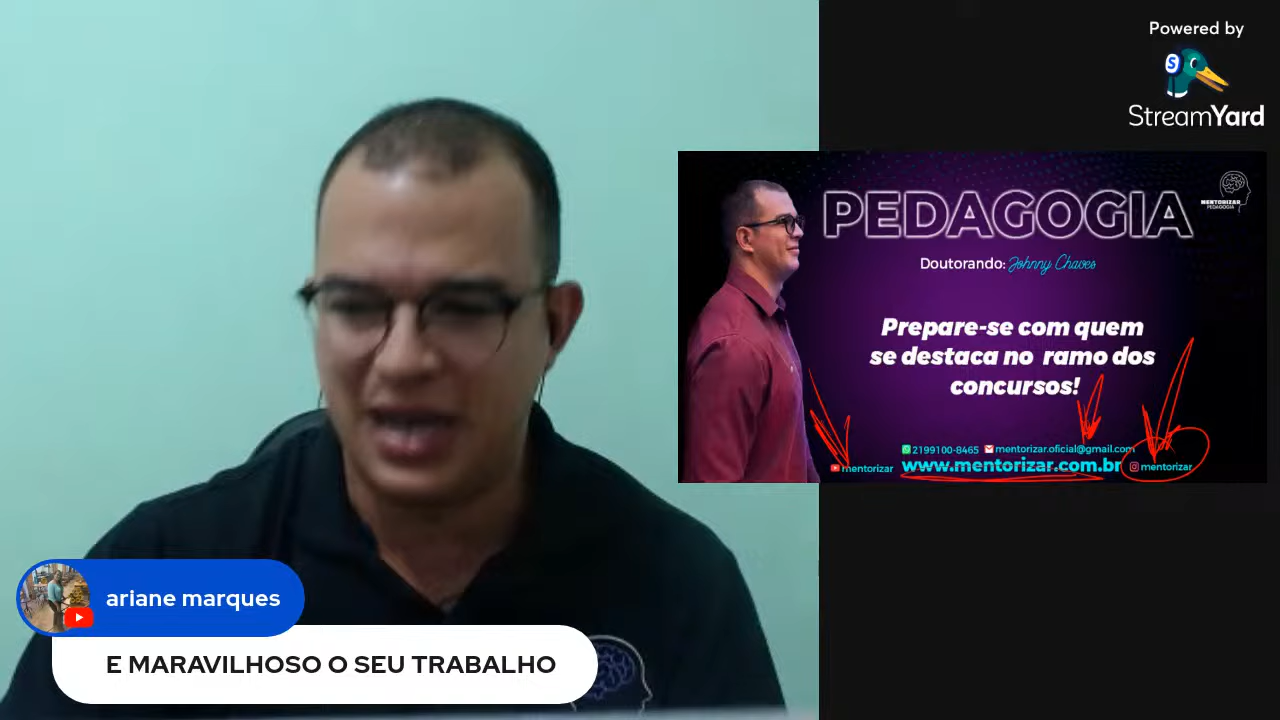 Powered by
StreamYard
PEDAGOGIA
MENTORIZAR
PEDAGOGIA
Doutorando: Johnny Chaves
Prepare-se com quem
se destaca no ramo dos
concursos!
2199100-8465 mentorizar.oficial@gmail.com
mentorizar www.mentorizar.com.br mentorizar
ariane marques
E MARAVILHOSO O SEU TRABALHO